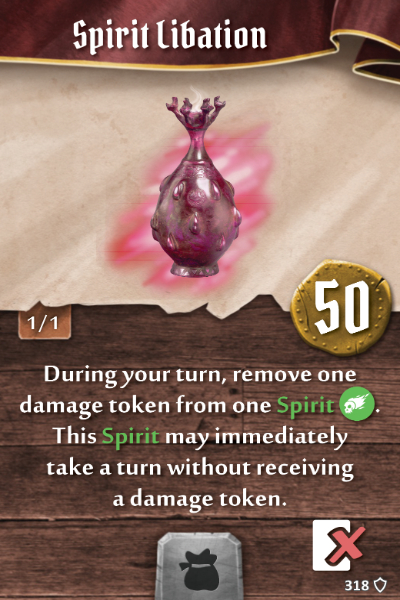 Spirit Libation
1/1
50
During your turn, remove one
damage token from one Spirit.
This Spirit may immediately
take a turn without receiving
a damage token.
318